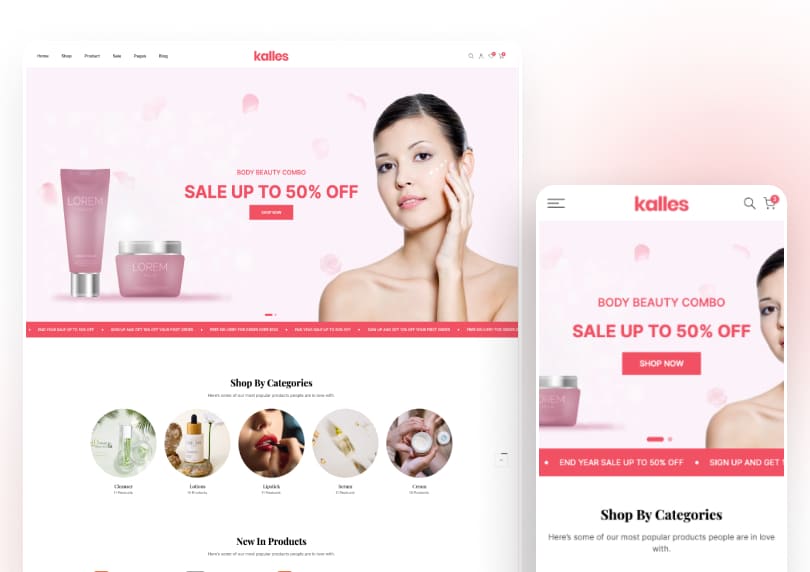 Home Shop Product Sale Pages Blog
kalles
BODY BEAUTY COMBO
SALE UP TO 50% OFF
SHOP NOW
LOREM
LOREM
END YEAR SALE UP TO 50% OFF • SIGN UP AND GET 10% OFF YOUR FIRST ORDER • FREE DELIVERY FOR ORDER OVER • END YEAR SALE UP TO 50% OFF • SIGN UP AND GET 10% OFF YOUR FIRST ORDER • FREE DELIVERY FOR ORDER
Shop By Categories
Here's some of our most popular products people are in love with.
Cleanser
Lotions
Lipstick
Serum
Cream
Products
Products
Products
Products
Products
New In Products
Here's some of our most popular products people are in love with.
kalles
BODY BEAUTY COMBO
SALE UP TO 50% OFF
SHOP NOW
REM
• END YEAR SALE UP TO 50% OFF • SIGN UP AND GET
Shop By Categories
Here's some of our most popular products people are in love
with.